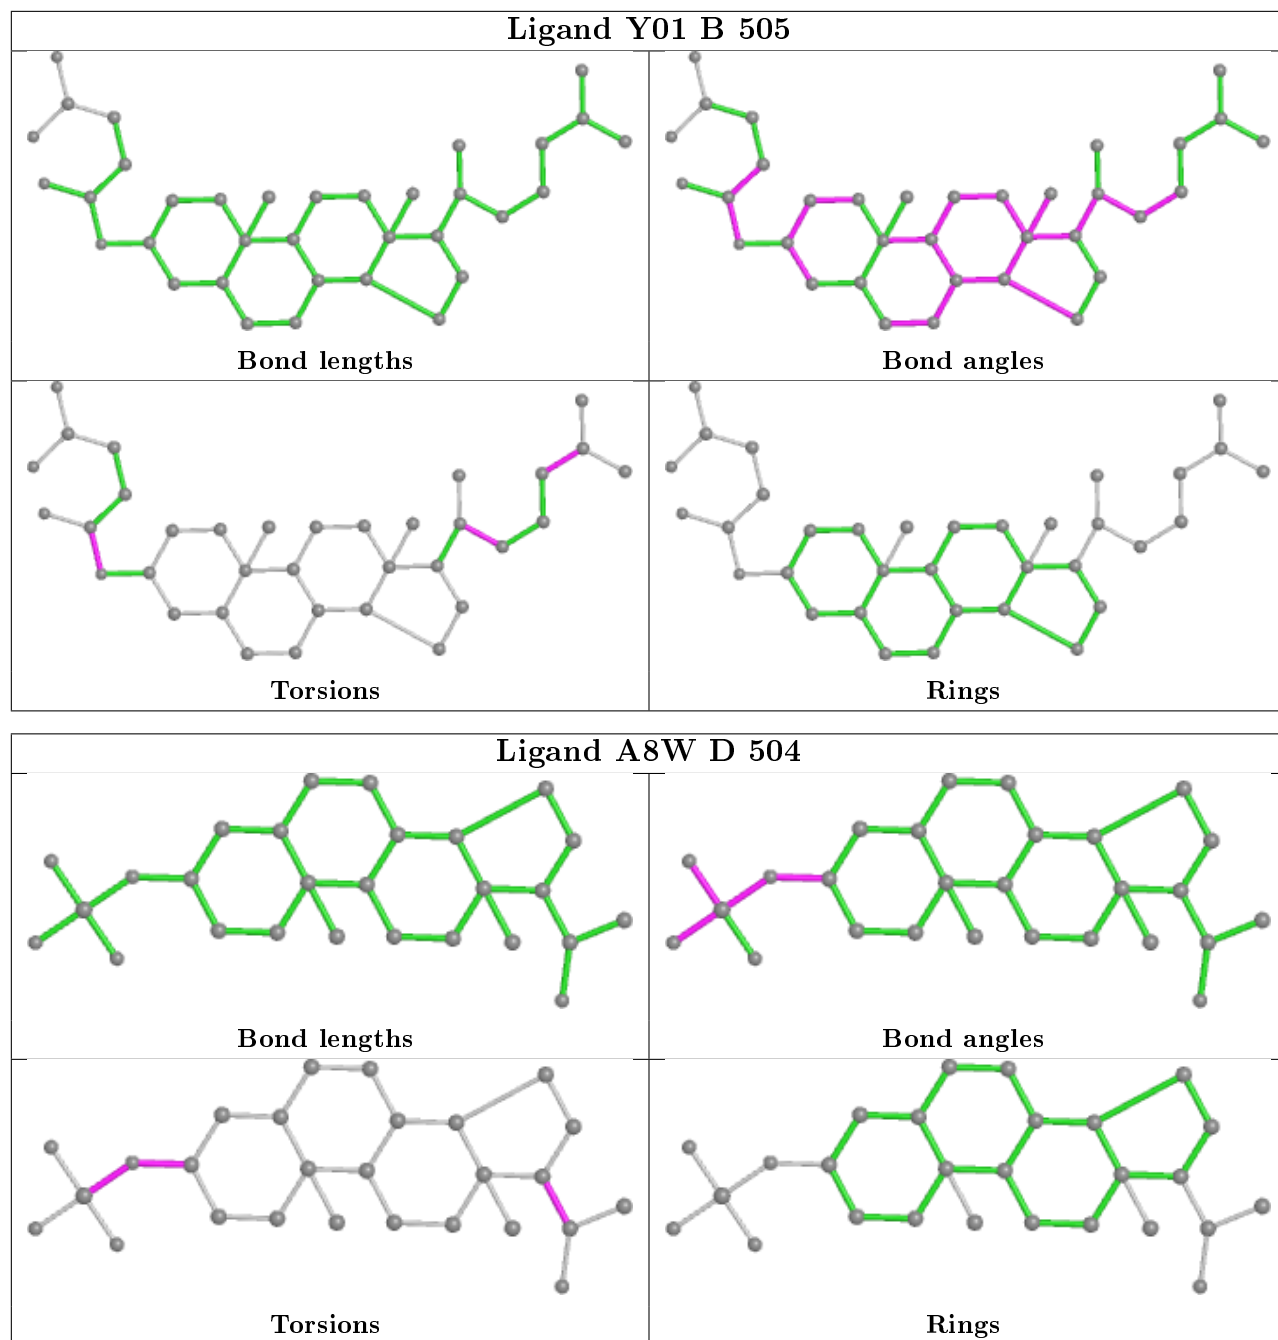 Ligand Y01 B 505
Bond lengths
Bond angles
Torsions
Rings
Ligand A8W D 504
Bond lengths
Bond angles
Torsions
Rings